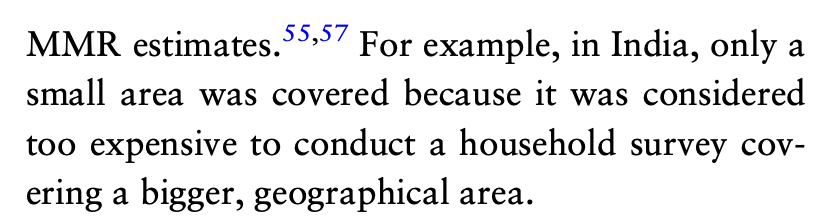 MMR estimates.55,57 For example, in India, only a
small area was covered because it was considered
too expensive to conduct a household survey cov-
ering a bigger, geographical area.